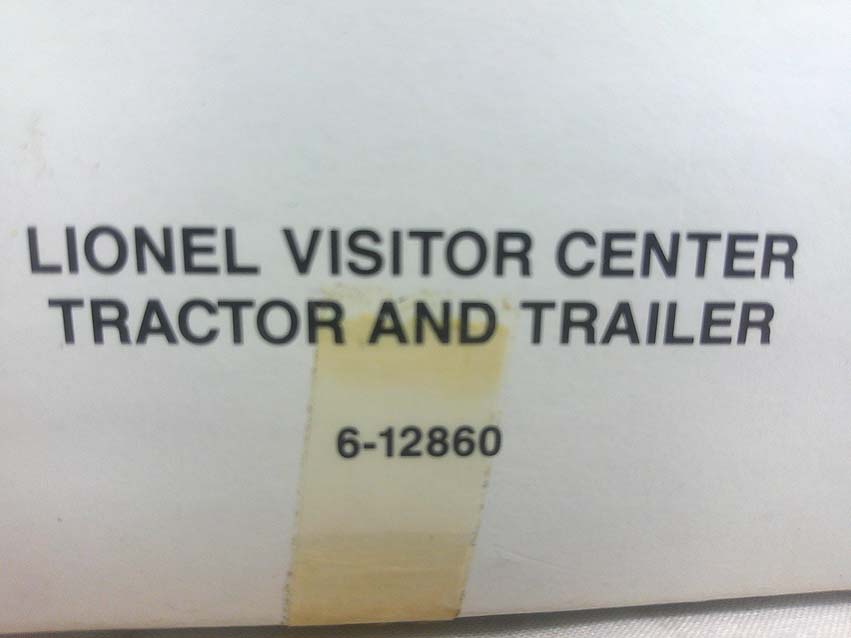 LIONEL VISITOR CENTER
TRACTOR AND TRAILER
6-12860